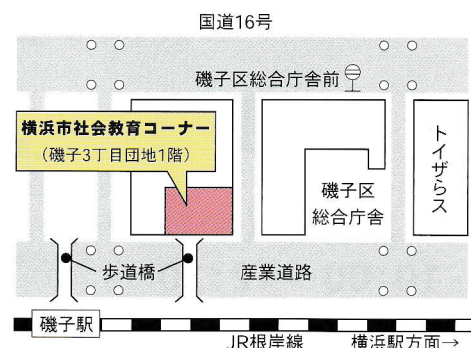 国道16号
磯子区総合庁舎前
横浜市社会教育コーナー
（磯子3丁目団地1階）
トイザらス
磯子区
総合庁舎
歩道橋
産業道路
磯子駅
JR根岸線
横浜駅方面→